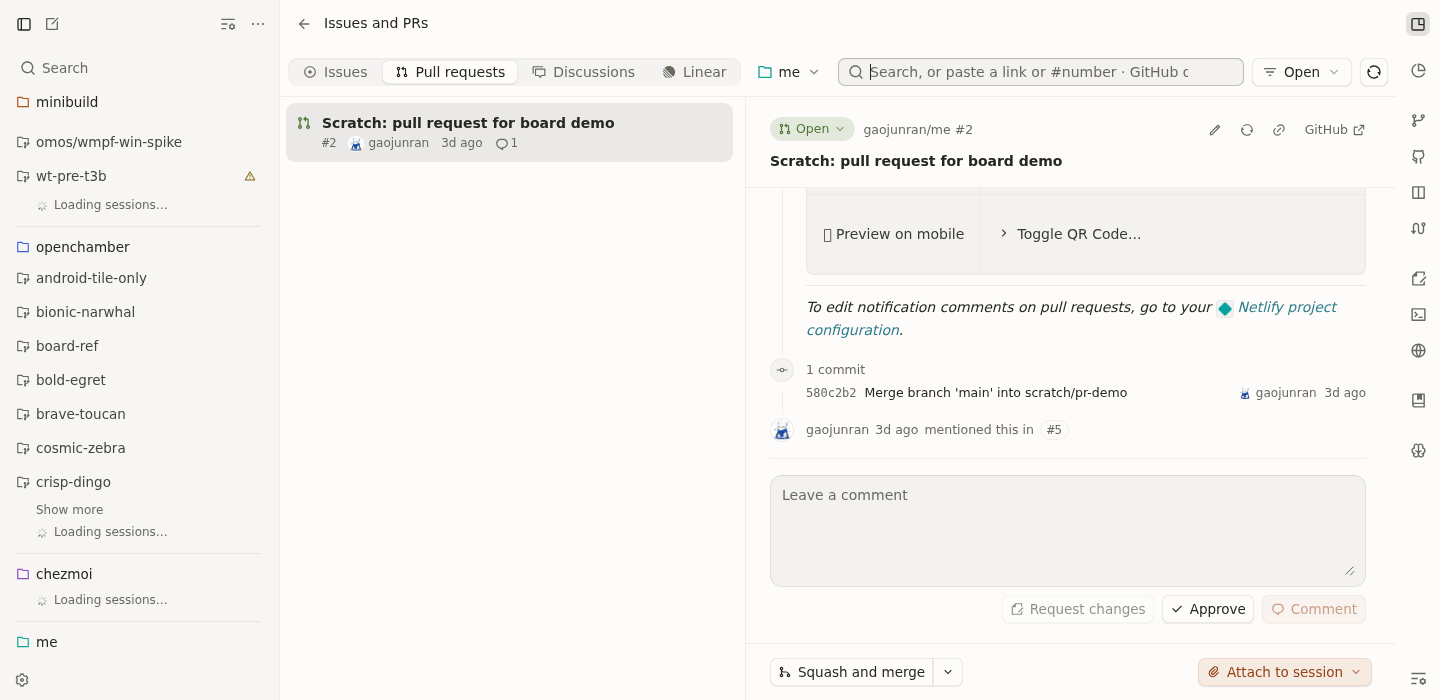 Issues and PRs
Search
minibuild
omos/wmpf-win-spike
wt-pre-t3b
Loading sessions...
openchamber
android-tile-only
bionic-narwhal
board-ref
bold-egret
brave-toucan
cosmic-zebra
crisp-dingo
Show more
Loading sessions...
chezmoi
Loading sessions...
me
Issues
Pull requests
Discussions
Linear
me
Search, or paste a link or #number · GitHub
Open
Scratch: pull request for board demo
#2 gaojunran 3d ago 1
Open gaojunran/me #2
GitHub
Scratch: pull request for board demo
Preview on mobile
Toggle QR Code...
To edit notification comments on pull requests, go to your Netlify project
configuration.
1 commit
580c2b2 Merge branch 'main' into scratch/pr-demo gaojunran 3d ago
gaojunran 3d ago mentioned this in #5
Leave a comment
Request changes
Approve
Comment
Squash and merge
Attach to session